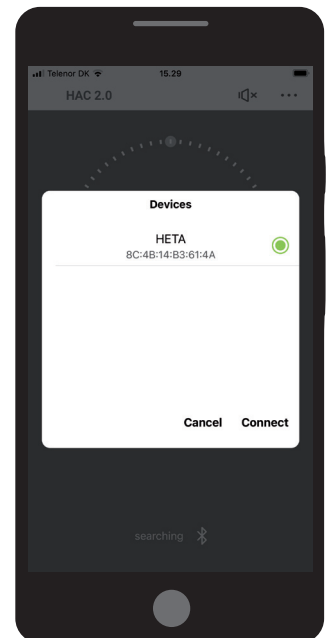 Telenor DK 15.29
HAC 2.0
Devices
HETA
8C:4B:14:B3:61:4A
Cancel Connect
searching